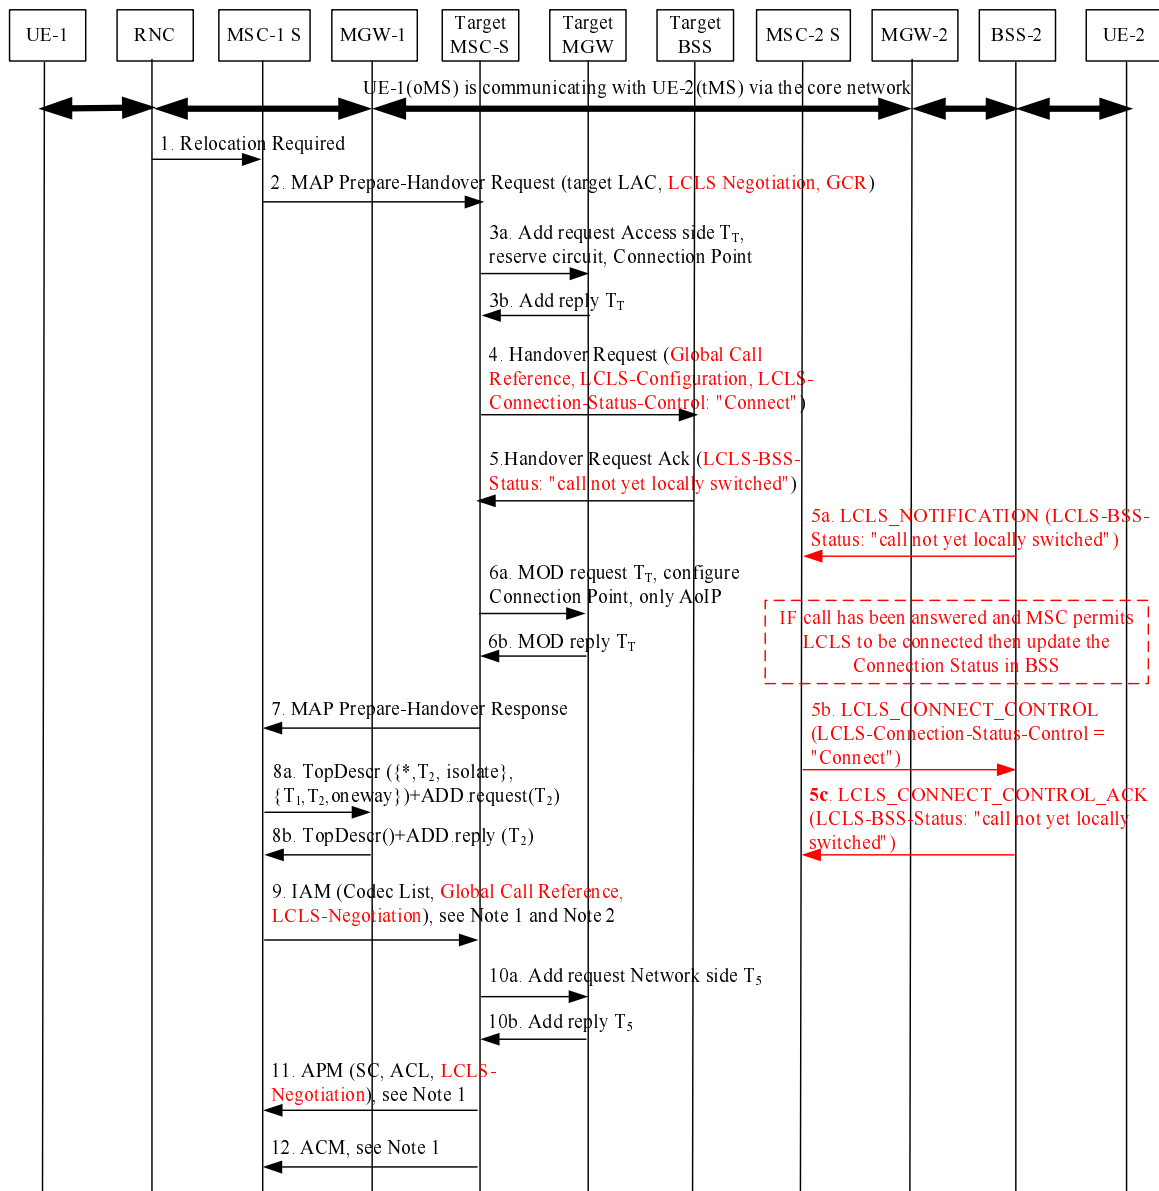 UE-1
RNC
MSC-1 S
MGW-1
Target
MSC-S
Target
MGW
Target
BSS
MSC-2 S
MGW-2
BSS-2
UE-2
UE-1(oMS) is communicating with UE-2(tMS) via the core network
1. Relocation Required
2. MAP Prepare-Handover Request (target LAC, LCLS Negotiation, GCR)
3a. Add request Access side TT,
reserve circuit, Connection Point
3b. Add reply TT
4. Handover Request (Global Call
Reference, LCLS-Configuration, LCLS-
Connection-Status-Control: "Connect")
5.Handover Request Ack (LCLS-BSS-
Status: "call not yet locally switched")
5a. LCLS_NOTIFICATION (LCLS-BSS-
Status: "call not yet locally switched")
6a. MOD request TT, configure
Connection Point, only AoIP
6b. MOD reply TT
IF call has been answered and MSC permits
LCLS to be connected then update the
Connection Status in BSS
7. MAP Prepare-Handover Response
5b. LCLS_CONNECT_CONTROL
(LCLS-Connection-Status-Control =
"Connect")
8a. TopDescr ({*,T2, isolate},
{T1,T2,oneway})+ADD.request(T2)
5c. LCLS_CONNECT_CONTROL_ACK
(LCLS-BSS-Status: "call not yet locally
switched")
8b. TopDescr()+ADD.reply (T2)
9. IAM (Codec List, Global Call Reference,
LCLS-Negotiation), see Note 1 and Note 2
10a. Add request Network side T5
10b. Add reply T5
11. APM (SC, ACL, LCLS-
Negotiation), see Note 1
12. ACM, see Note 1